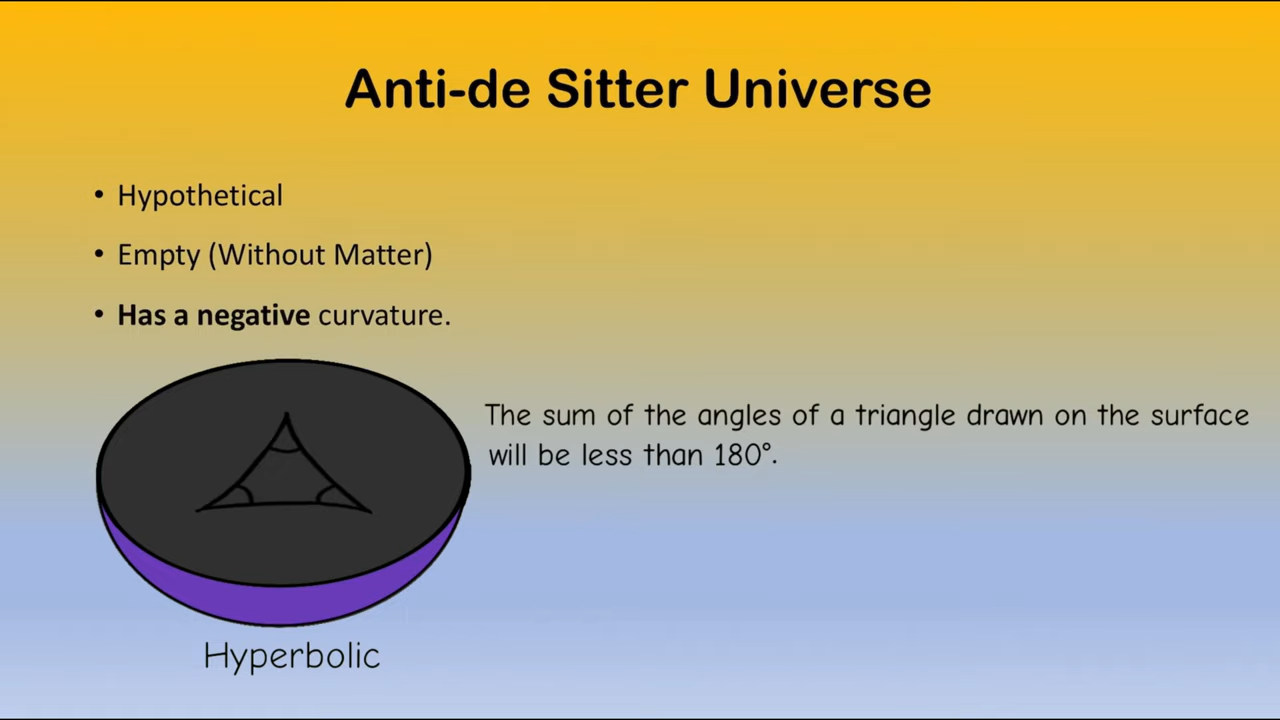 Anti-de Sitter Universe
• Hypothetical
• Empty (Without Matter)
• Has a negative curvature.
The sum of the angles of a triangle drawn on the surface
will be less than 180°.
Hyperbolic